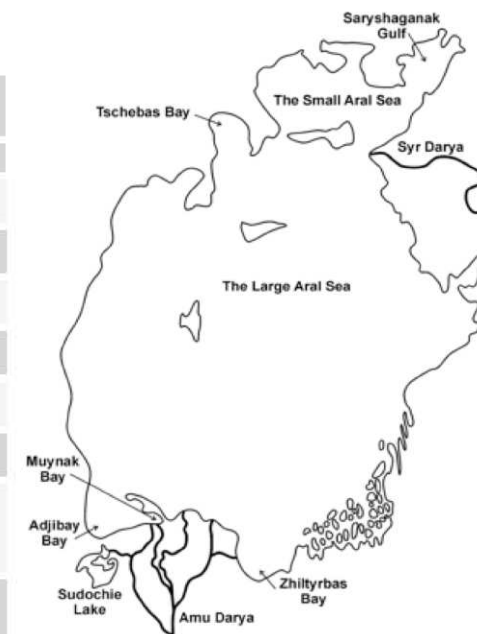 Saryshaganak
Gulf
The Small Aral Sea
Tschebas Bay
Syr Darya
The Large Aral Sea
Muynak
Bay
Adjibay
Bay
Sudochie
Lake
Amu Darya
Zhiltyrbas
Bay